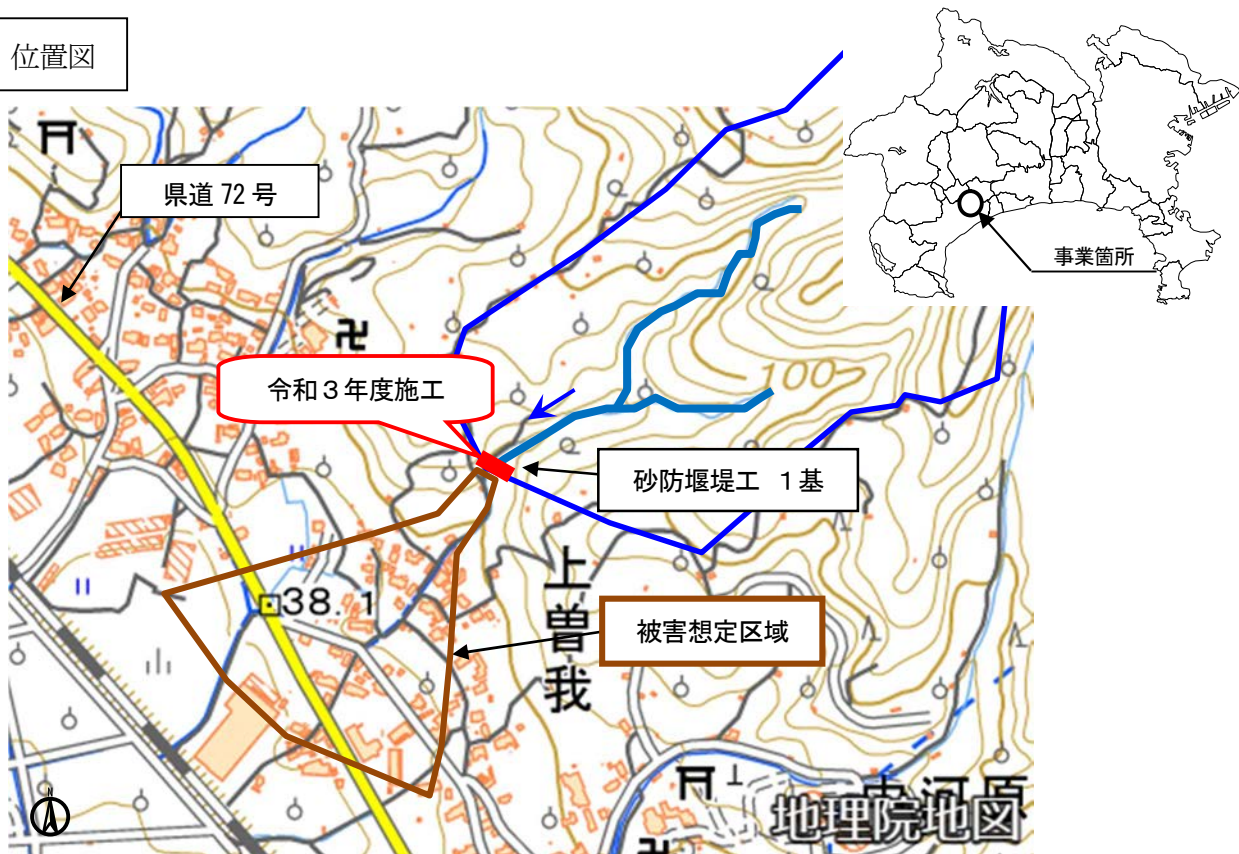 位置図
県道 72 号
事業箇所
令和３年度施工
100
砂防堰堤工 １基
38.1
上曽我
被害想定区域
地理院地図
N